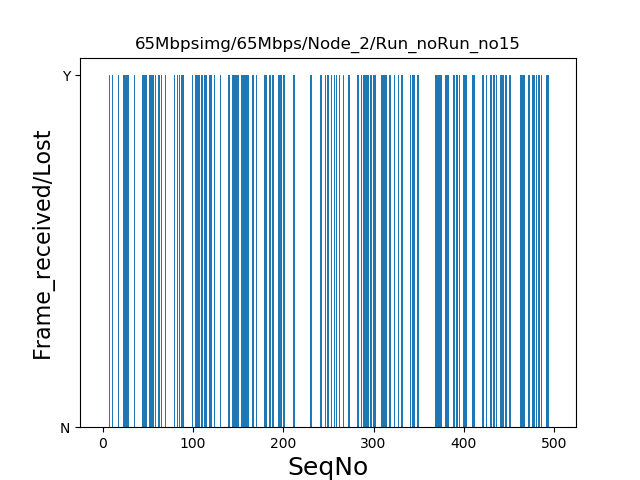 65Mbpsimg/65Mbps/Node_2/Run_noRun_no15
Y
Frame_received/Lost
N
0 100 200 300 400 500
SeqNo